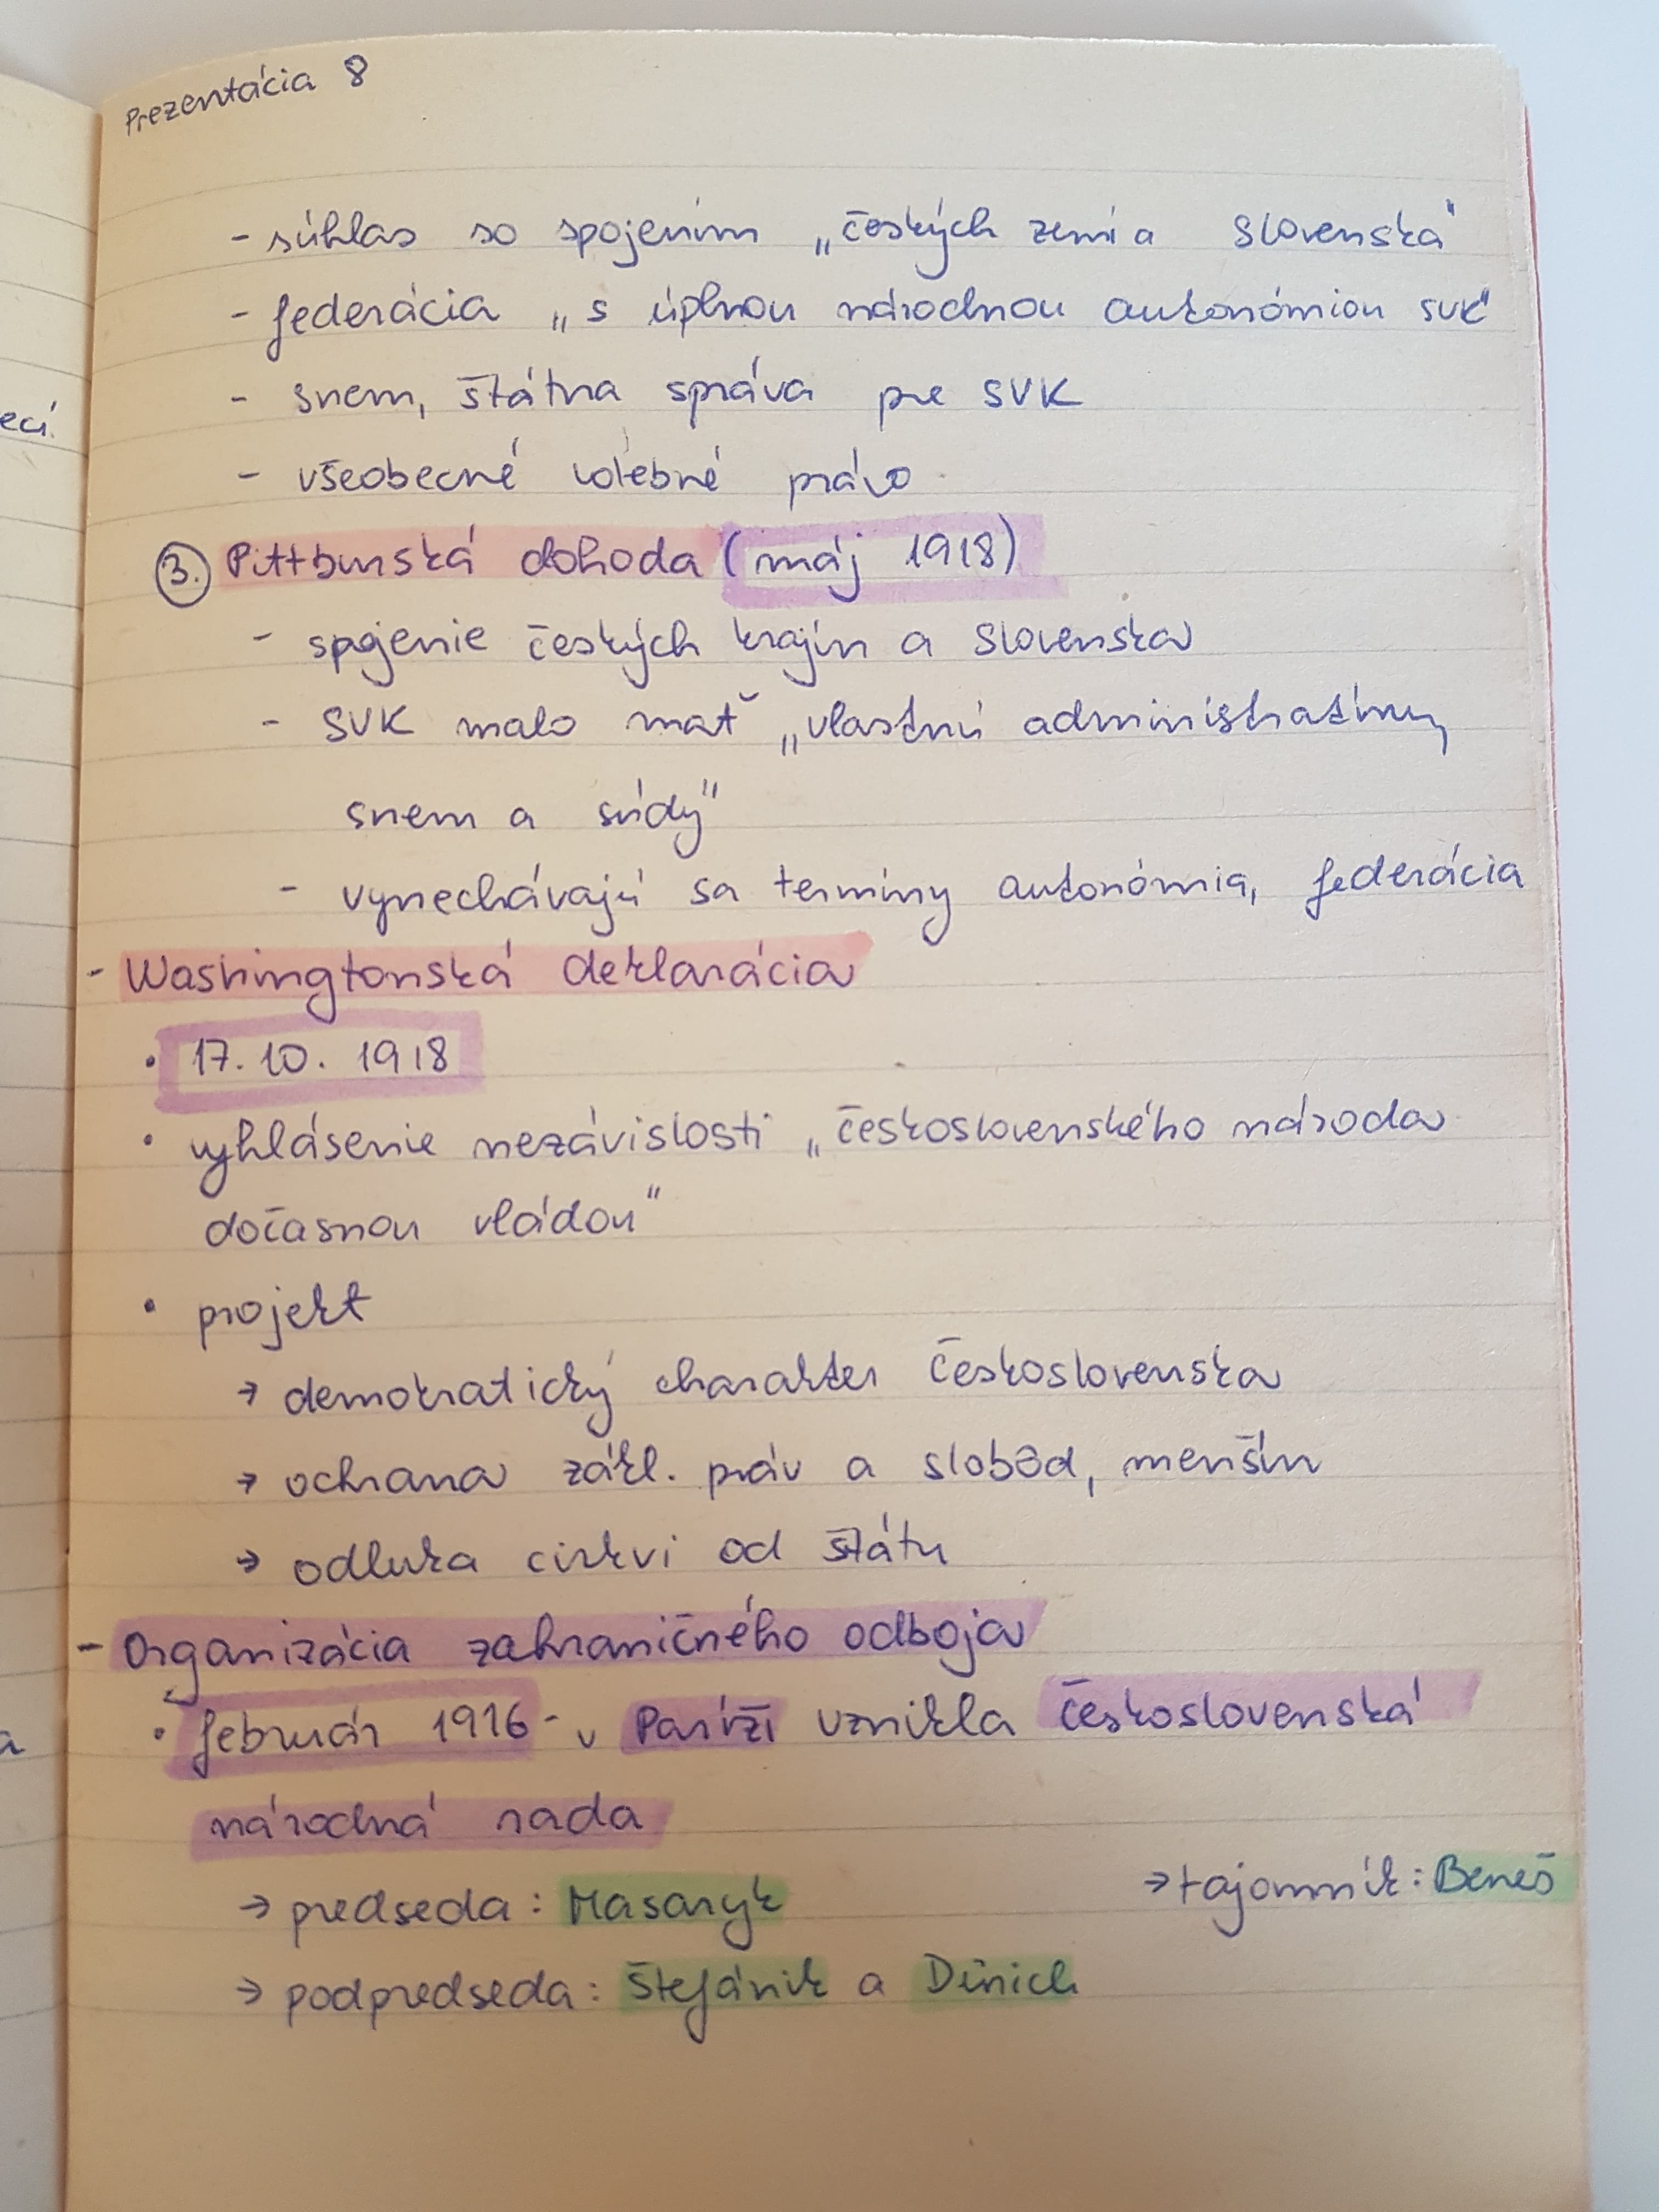 Prezentácia 8
- súhlas so spojením „českých zemí a Slovenska"
- federácia „s úplnou národnou autonómiou SVK"
- snem, štátna správa pre SVK
- všeobecné volebné právo
3. Pittburská dohoda (máj 1918)
- spojenie českých krajín a Slovenska
- SVK malo mať „vlastnú administratívu,
snem a súdy"
- vynechávajú sa termíny autonómia, federácia
- Washingtonská deklarácia
• 17. 10. 1918
• vyhlásenie nezávislosti „československého národa
dočasnou vládou"
• projekt
→ demokratický charakter Československa
→ ochrana zákl. práv a slobôd, menšín
→ odluka cirkvi od štátu
- Organizácia zahraničného odboja
• február 1916 - v Paríži vznikla Československá
národná rada
→ predseda: Masaryk → tajomník: Beneš
→ podpredseda: Štefánik a Dürich
ecí.